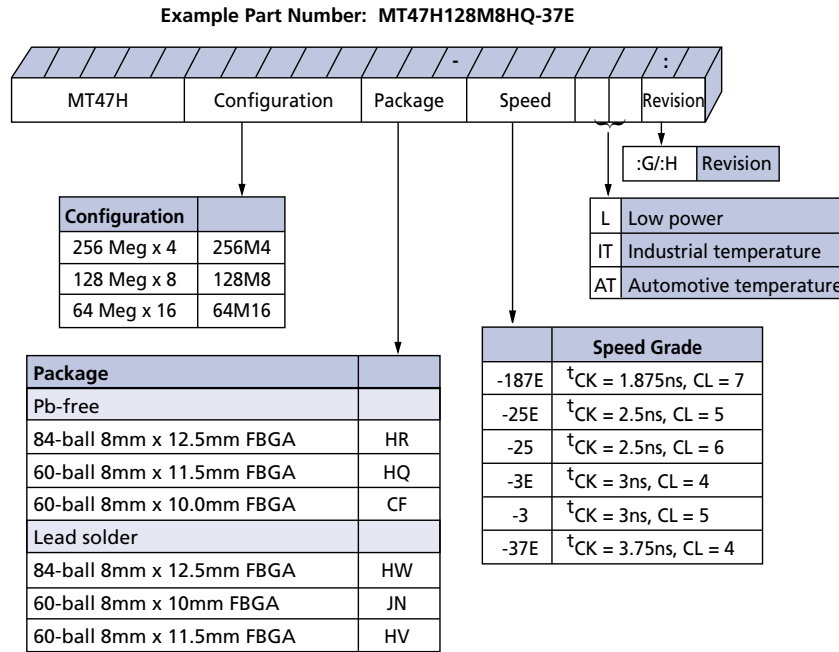 Example Part Number: MT47H128M8HQ-37E
- :
MT47H Configuration Package Speed Revision
:G/:H Revision
L Low power
IT Industrial temperature
AT Automotive temperature
Configuration
256 Meg x 4 256M4
128 Meg x 8 128M8
64 Meg x 16 64M16
Package
Pb-free
84-ball 8mm x 12.5mm FBGA HR
60-ball 8mm x 11.5mm FBGA HQ
60-ball 8mm x 10.0mm FBGA CF
Lead solder
84-ball 8mm x 12.5mm FBGA HW
60-ball 8mm x 10mm FBGA JN
60-ball 8mm x 11.5mm FBGA HV
Speed Grade
-187E tCK = 1.875ns, CL = 7
-25E tCK = 2.5ns, CL = 5
-25 tCK = 2.5ns, CL = 6
-3E tCK = 3ns, CL = 4
-3 tCK = 3ns, CL = 5
-37E tCK = 3.75ns, CL = 4